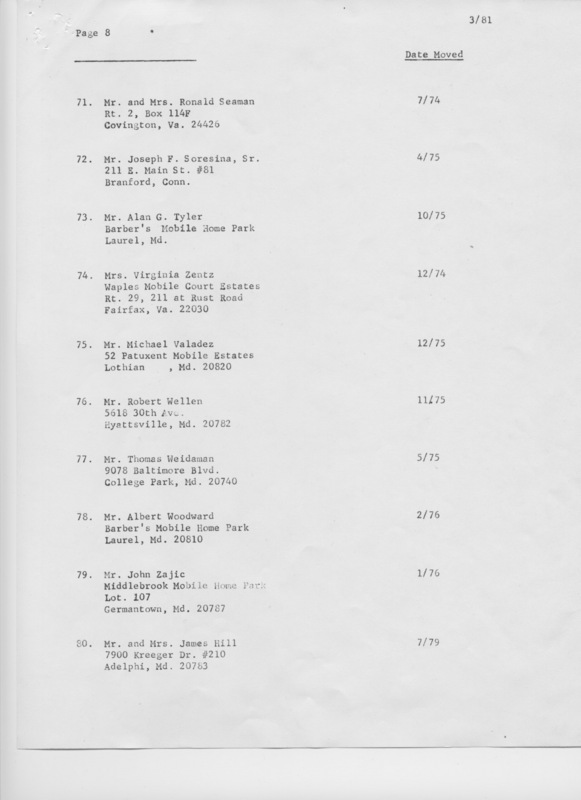 3/81
Page 8
Date Moved
71. Mr. and Mrs. Ronald Seaman 7/74
Rt. 2, Box 114F
Covington, Va. 24426
72. Mr. Joseph F. Soresina, Sr. 4/75
211 E. Main St. #81
Branford, Conn.
73. Mr. Alan G. Tyler 10/75
Barber's Mobile Home Park
Laurel, Md.
74. Mrs. Virginia Zentz 12/74
Waples Mobile Court Estates
Rt. 29, 211 at Rust Road
Fairfax, Va. 22030
75. Mr. Michael Valadez 12/75
52 Patuxent Mobile Estates
Lothian , Md. 20820
76. Mr. Robert Wellen 11/75
5618 30th Ave.
Hyattsville, Md. 20782
77. Mr. Thomas Weidaman 5/75
9078 Baltimore Blvd.
College Park, Md. 20740
78. Mr. Albert Woodward 2/76
Barber's Mobile Home Park
Laurel, Md. 20810
79. Mr. John Zajic 1/76
Middlebrook Mobile Home Park
Lot. 107
Germantown, Md. 20787
80. Mr. and Mrs. James Hill 7/79
7900 Kreeger Dr. #210
Adelphi, Md. 20783